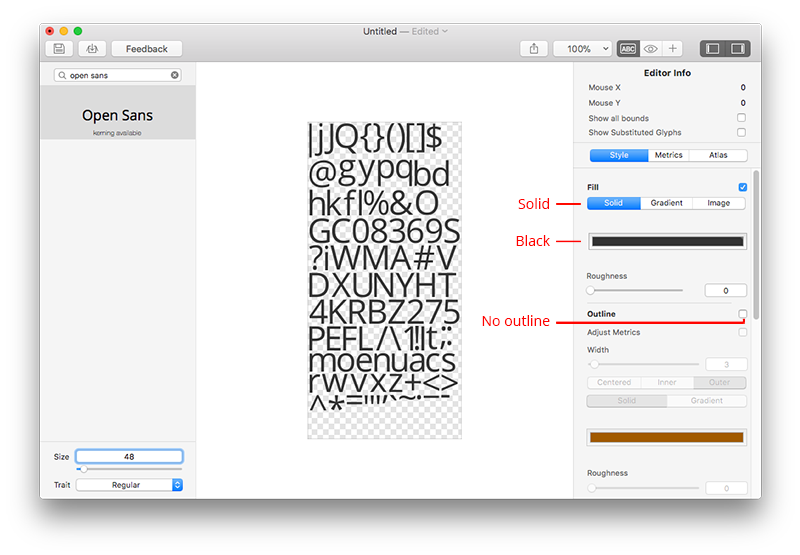 Untitled — Edited
Feedback
100%
ABC
open sans
Open Sans
kerning available
Size 48
Trait Regular
|jJQ{}()[]$
@gypqbd
hkfl%&O
GC08369S
?iWMA#V
DXUNYHT
4KRBZ275
PEFL/\1!lt;:
moenuacs
rwvxz+<>
^*="',`~-._
Editor Info
Mouse X 0
Mouse Y 0
Show all bounds
Show Substituted Glyphs
Style Metrics Atlas
Fill
Solid Solid Gradient Image
Black
Roughness
0
No outline Outline
Adjust Metrics
Width
3
Centered Inner Outer
Solid Gradient
Roughness
0